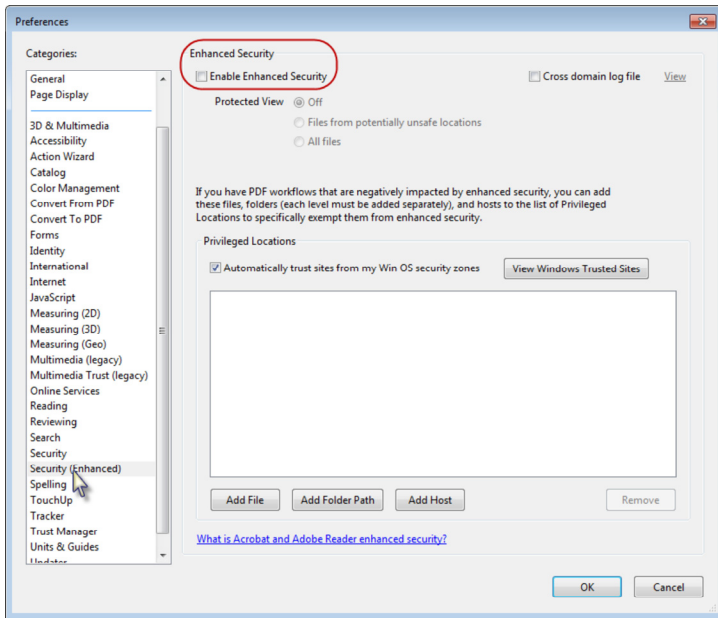 Preferences
Categories:
General
Page Display
3D & Multimedia
Accessibility
Action Wizard
Catalog
Color Management
Convert From PDF
Convert To PDF
Forms
Identity
International
Internet
JavaScript
Measuring (2D)
Measuring (3D)
Measuring (Geo)
Multimedia (legacy)
Multimedia Trust (legacy)
Online Services
Reading
Reviewing
Search
Security
Security (Enhanced)
Spelling
TouchUp
Tracker
Trust Manager
Units & Guides
Updater
Enhanced Security
Enable Enhanced Security
Cross domain log file View
Protected View Off
Files from potentially unsafe locations
All files
If you have PDF workflows that are negatively impacted by enhanced security, you can add
these files, folders (each level must be added separately), and hosts to the list of Privileged
Locations to specifically exempt them from enhanced security.
Privileged Locations
Automatically trust sites from my Win OS security zones View Windows Trusted Sites
Add File Add Folder Path Add Host Remove
What is Acrobat and Adobe Reader enhanced security?
OK Cancel